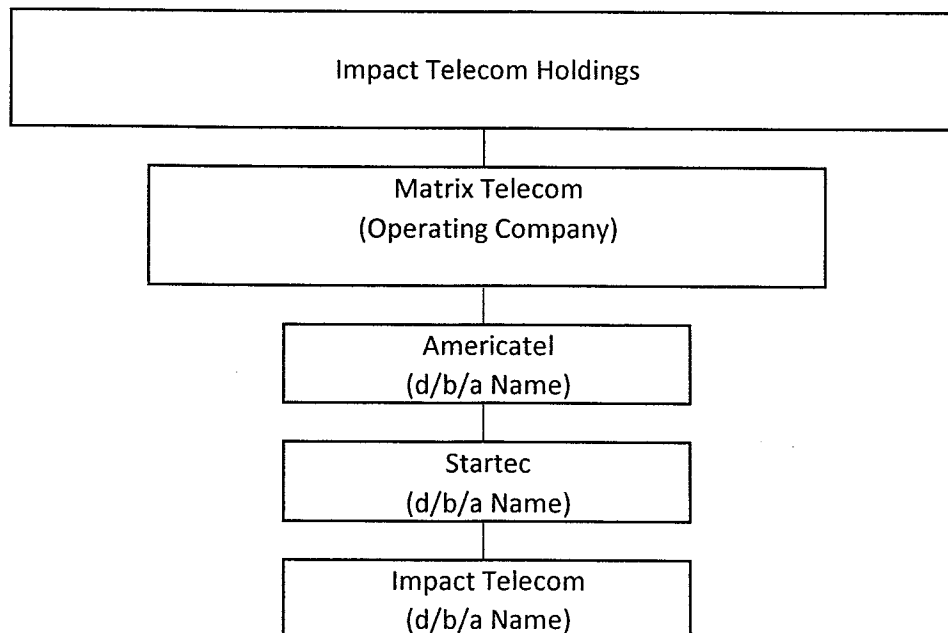 Impact Telecom Holdings
Matrix Telecom
(Operating Company)
Americatel
(d/b/a Name)
Startec
(d/b/a Name)
Impact Telecom
(d/b/a Name)